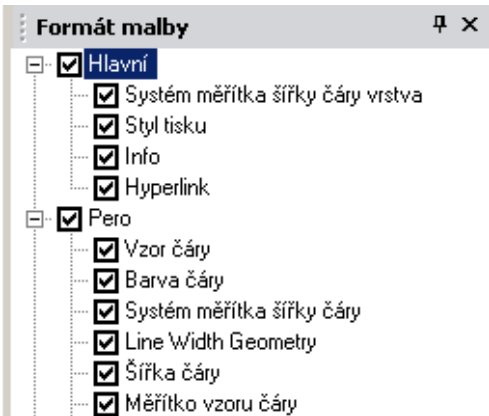 Formát malby
Hlavní
Systém měřítka šířky čáry vrstva
Styl tisku
Info
Hyperlink
Pero
Vzor čáry
Barva čáry
Systém měřítka šířky čáry
Line Width Geometry
Šířka čáry
Měřítko vzoru čáry